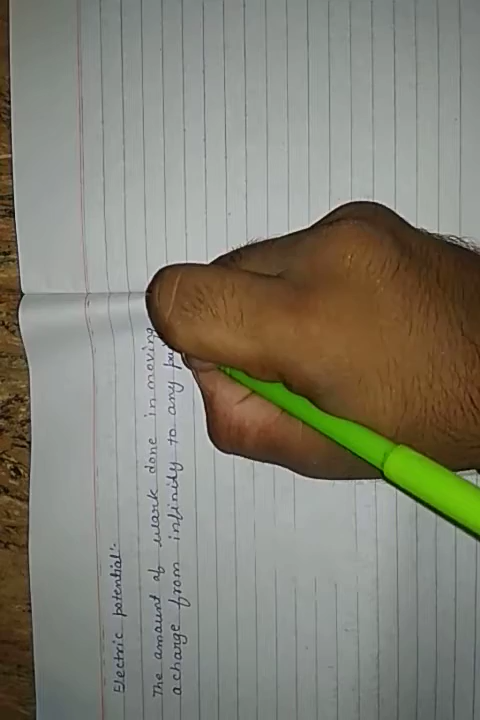 Electric potential:-
The amount of work done in moving
a charge from infinity to any